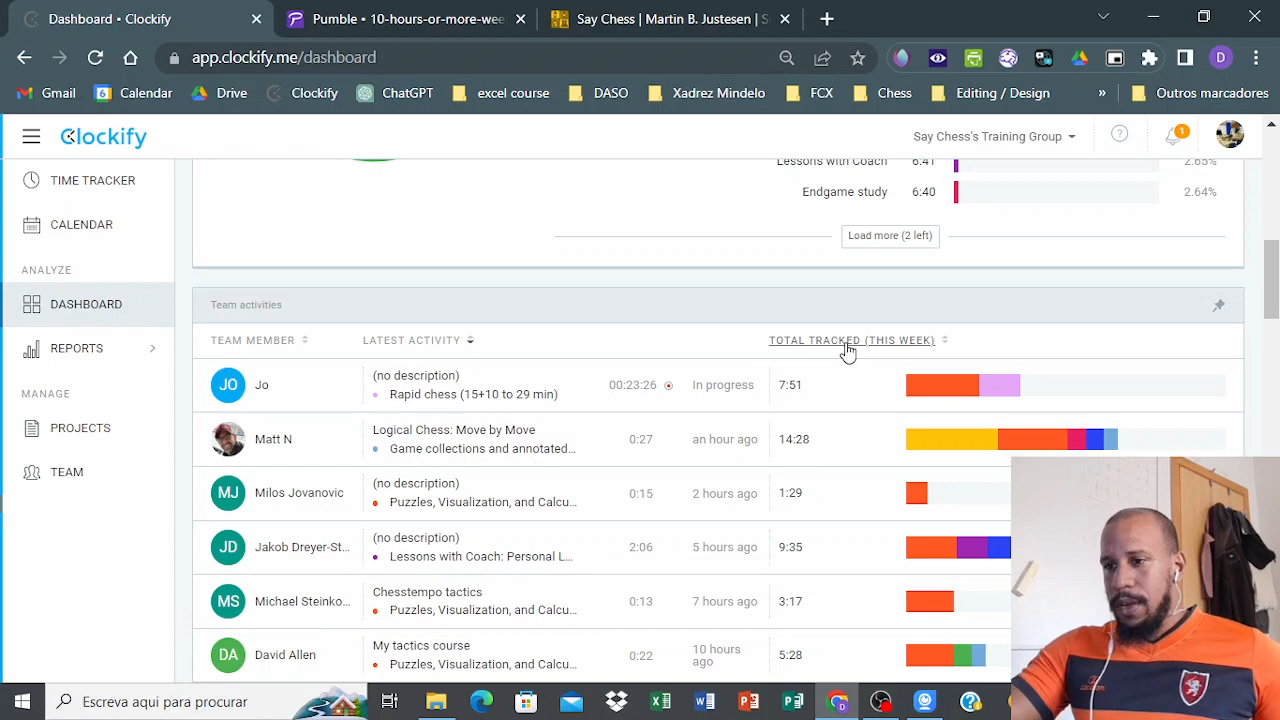 Dashboard - Clockify
Pumble • 10-hours-or-more-wee
Say Chess | Martin B. Justesen | S
app.clockify.me/dashboard
D
Gmail
6 Calendar
Drive
Clockify
ChatGPT
excel course
DASO
Xadrez Mindelo
FCX
Chess
Editing / Design
»
Outros marcadores
Clockify
Say Chess's Training Group
?
1
TIME TRACKER
CALENDAR
ANALYZE
DASHBOARD
REPORTS
MANAGE
PROJECTS
TEAM
Lessons with Coach 6:41 2.65%
Endgame study 6:40 2.64%
Load more (2 left)
Team activities
TEAM MEMBER LATEST ACTIVITY TOTAL TRACKED (THIS WEEK)
JO Jo (no description) 00:23:26 In progress 7:51
Rapid chess (15+10 to 29 min)
Matt N Logical Chess: Move by Move 0:27 an hour ago 14:28
Game collections and annotated...
MJ Milos Jovanovic (no description) 0:15 2 hours ago 1:29
Puzzles, Visualization, and Calcu...
JD Jakob Dreyer-St... (no description) 2:06 5 hours ago 9:35
Lessons with Coach: Personal L...
MS Michael Steinko... Chesstempo tactics 0:13 7 hours ago 3:17
Puzzles, Visualization, and Calcu...
DA David Allen My tactics course 0:22 10 hours ago 5:28
Puzzles, Visualization, and Calcu...
Escreva aqui para procurar